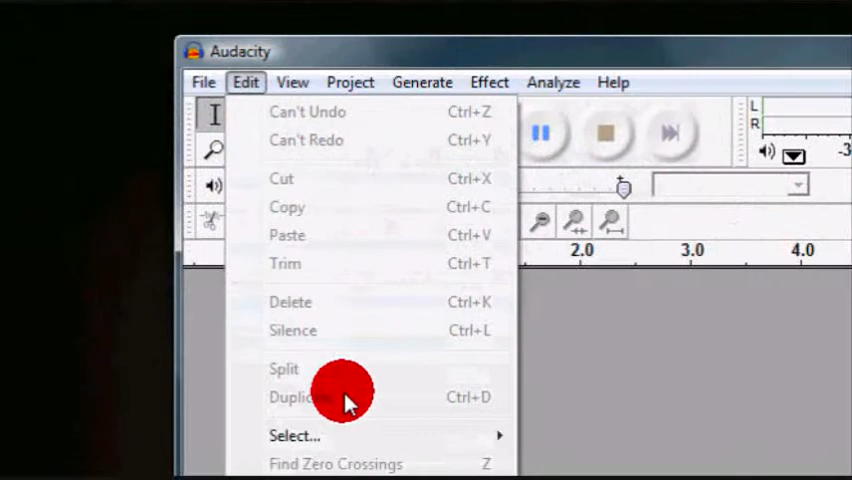 Audacity
File Edit View Project Generate Effect Analyze Help
Can't Undo Ctrl+Z
Can't Redo Ctrl+Y
Cut Ctrl+X
Copy Ctrl+C
Paste Ctrl+V
Trim Ctrl+T
Delete Ctrl+K
Silence Ctrl+L
Split
Ctrl+D
Select...
Find Zero Crossings Z
L
R
-3
2.0 3.0 4.0